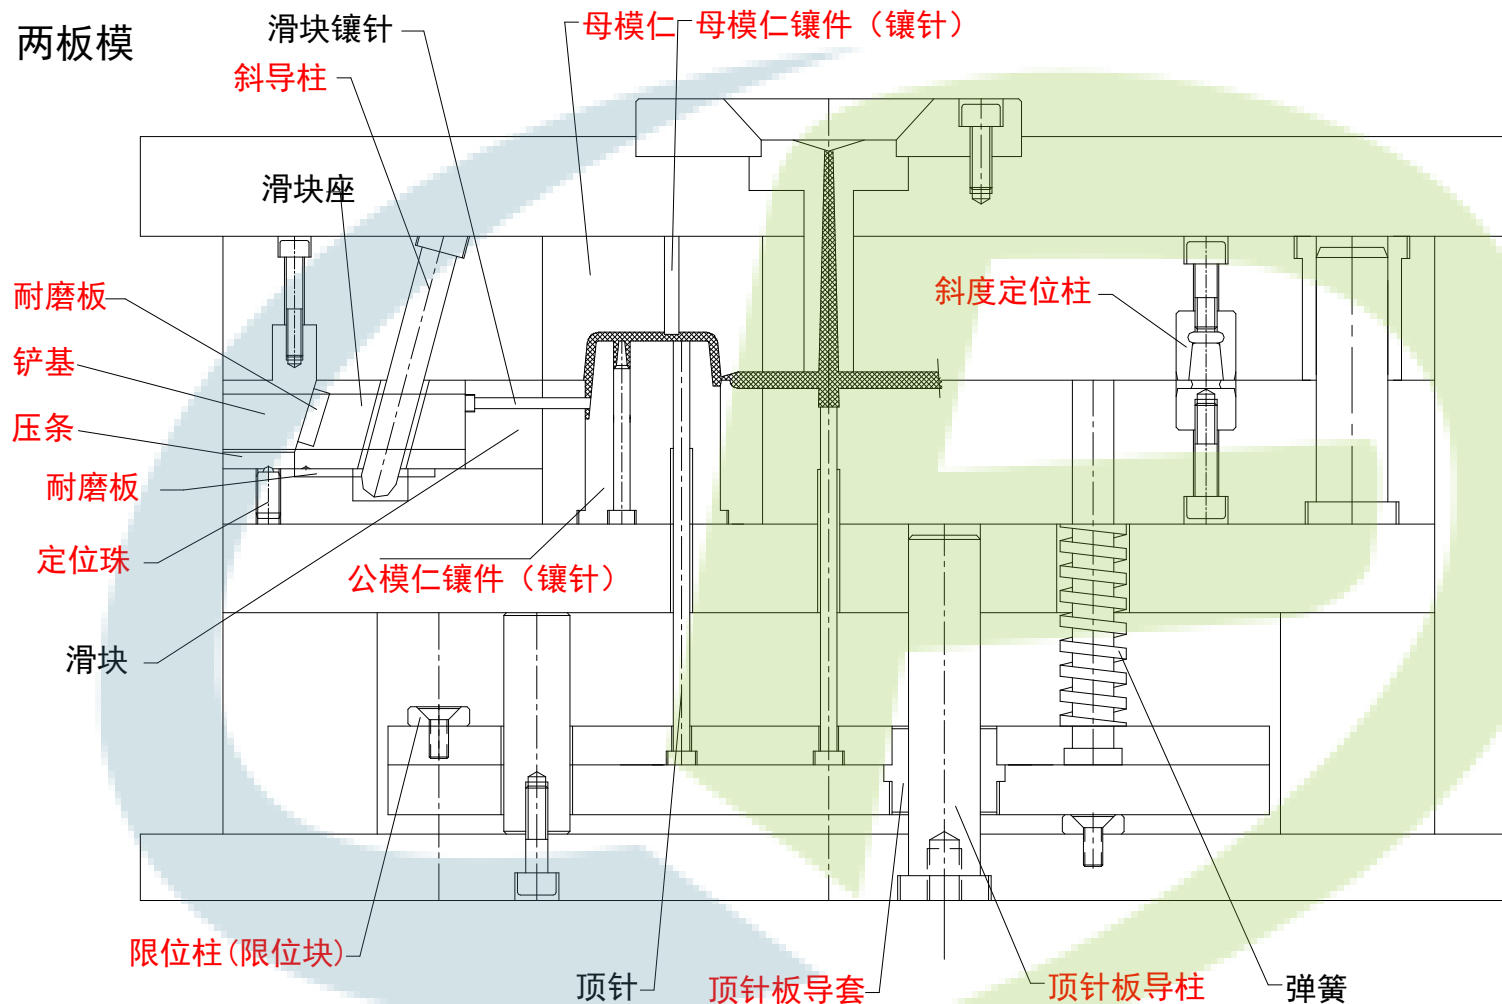 两板模
滑块镶针
母模仁
母模仁镶件（镶针）
斜导柱
滑块座
耐磨板
斜度定位柱
铲基
压条
耐磨板
定位珠
公模仁镶件（镶针）
滑块
限位柱(限位块)
顶针
顶针板导套
顶针板导柱
弹簧